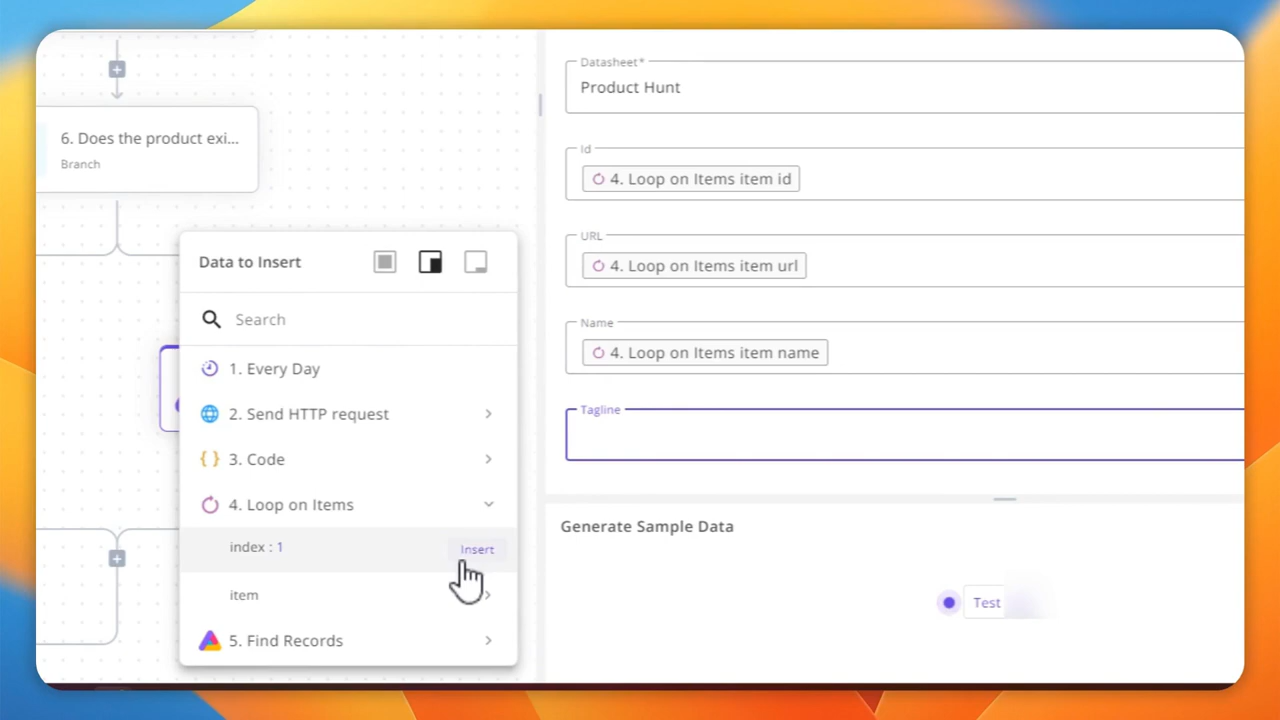 6. Does the product exi...
Branch
Data to Insert
Search
1. Every Day
2. Send HTTP request
3. Code
4. Loop on Items
index : 1
Insert
item
5. Find Records
Datasheet*
Product Hunt
Id
4. Loop on Items item id
URL
4. Loop on Items item url
Name
4. Loop on Items item name
Tagline
Generate Sample Data
Test